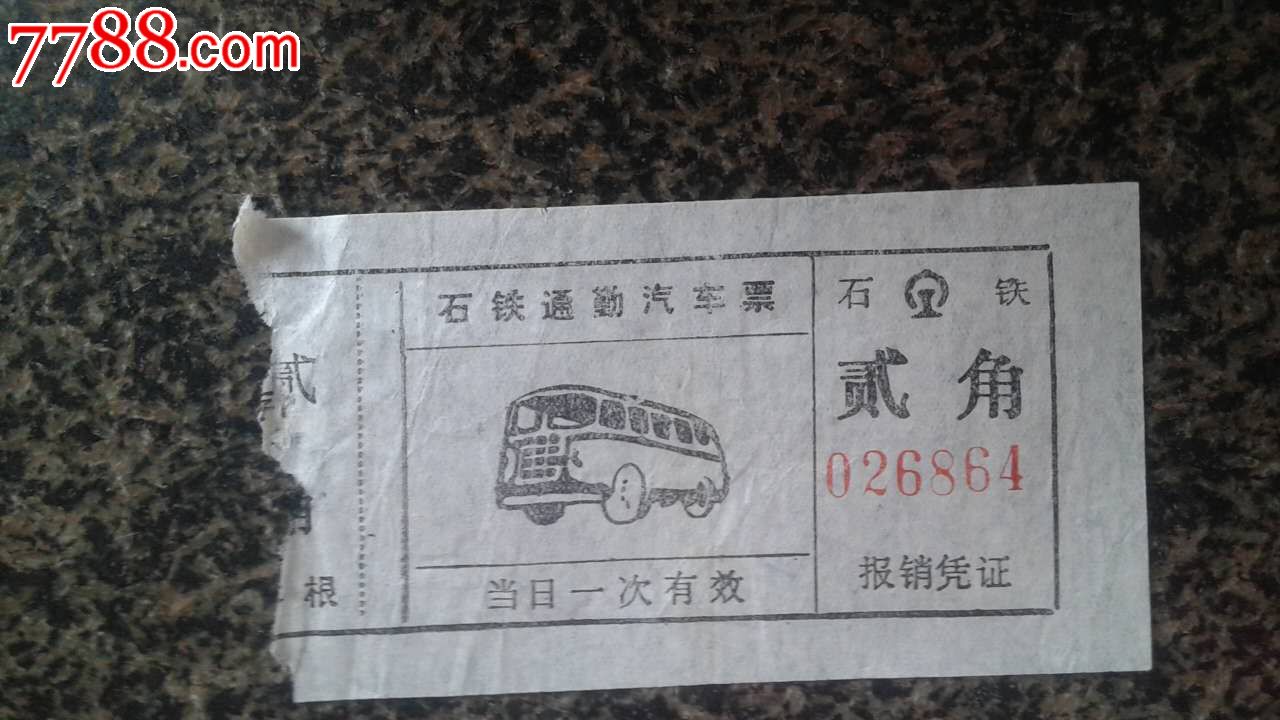 7788.com
石铁通勤汽车票
当日一次有效
石 铁
贰角
026864
报销凭证
贰
根